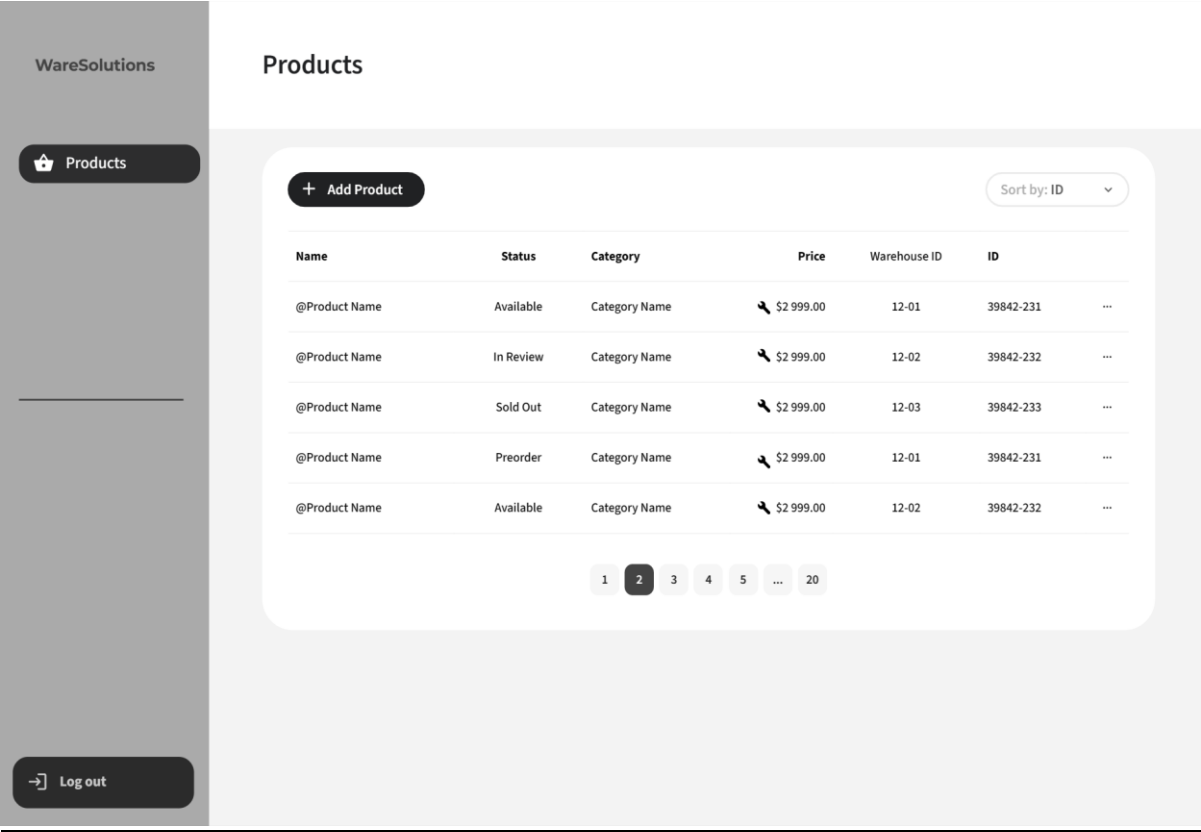 WareSolutions
Products
Products
+ Add Product
Sort by: ID
Name Status Category Price Warehouse ID ID
@Product Name Available Category Name $2 999.00 12-01 39842-231 ...
@Product Name In Review Category Name $2 999.00 12-02 39842-232 ...
@Product Name Sold Out Category Name $2 999.00 12-03 39842-233 ...
@Product Name Preorder Category Name $2 999.00 12-01 39842-231 ...
@Product Name Available Category Name $2 999.00 12-02 39842-232 ...
1 2 3 4 5 ... 20
Log out